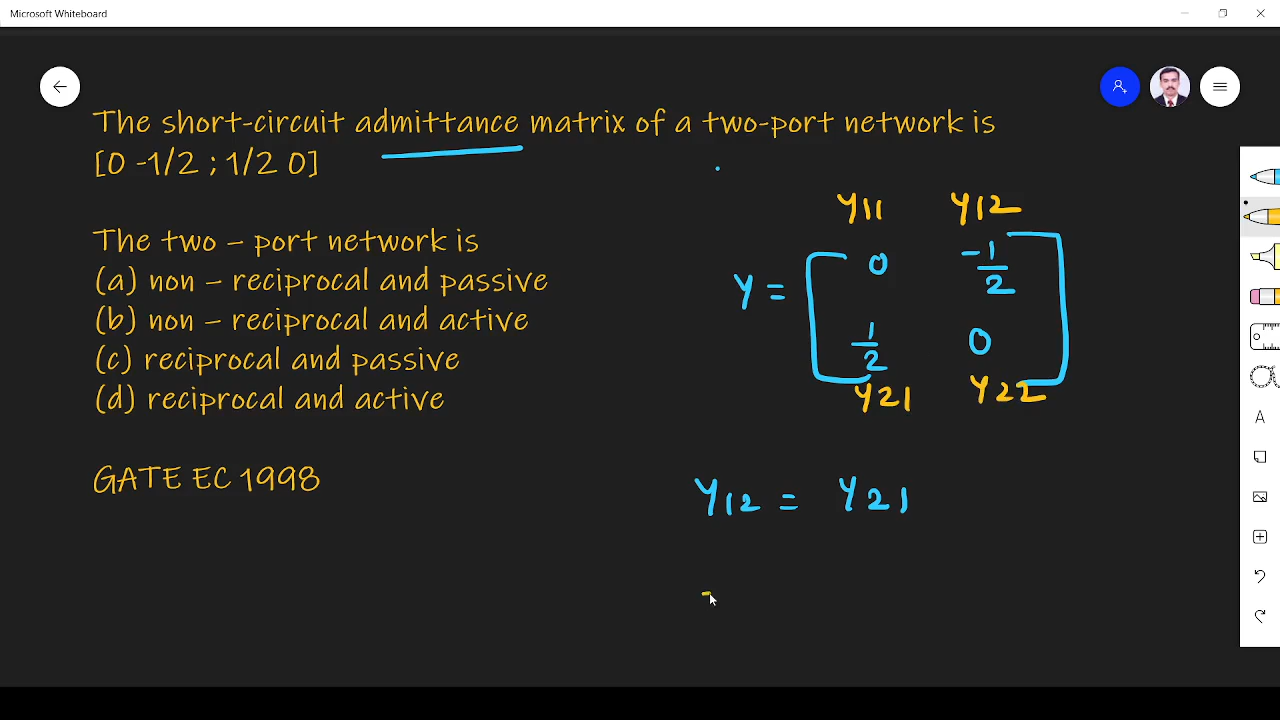 Microsoft Whiteboard
The short-circuit admittance matrix of a two-port network is
[0 -1/2 ; 1/2 0]
The two – port network is
(a) non – reciprocal and passive
(b) non – reciprocal and active
(c) reciprocal and passive
(d) reciprocal and active
GATE EC 1998
Y11 Y12
Y = [ 0 -1/2
1/2 0 ]
Y21 Y22
Y12 = Y21
-
A